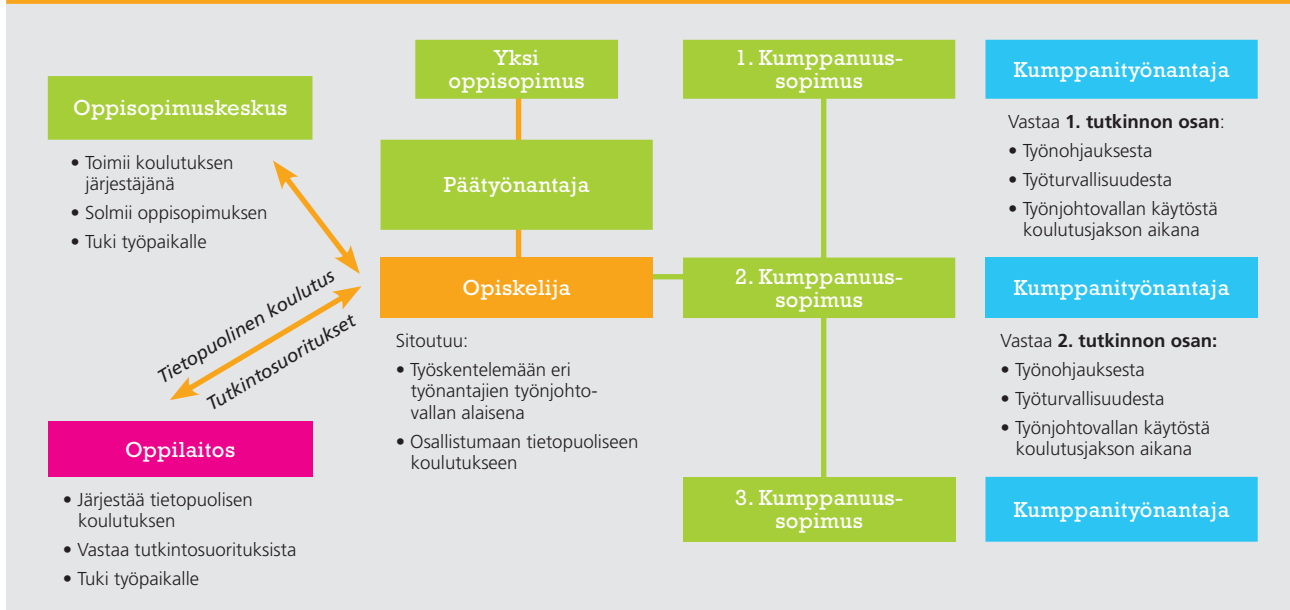 Oppisopimuskeskus
• Toimii koulutuksen
järjestäjänä
• Solmii oppisopimuksen
• Tuki työpaikalle
Tietopuolinen koulutus
Tutkintosuoritukset
Oppilaitos
• Järjestää tietopuolisen
koulutuksen
• Vastaa tutkintosuorituksista
• Tuki työpaikalle
Yksi
oppisopimus
Päätyönantaja
Opiskelija
Sitoutuu:
• Työskentelemään eri
työnantajien työnjohto-
vallan alaisena
• Osallistumaan tietopuoliseen
koulutukseen
1. Kumppanuus-
sopimus
2. Kumppanuus-
sopimus
3. Kumppanuus-
sopimus
Kumppanityönantaja
Vastaa 1. tutkinnon osan:
• Työnohjauksesta
• Työturvallisuudesta
• Työnjohtovallan käytöstä
koulutusjakson aikana
Kumppanityönantaja
Vastaa 2. tutkinnon osan:
• Työnohjauksesta
• Työturvallisuudesta
• Työnjohtovallan käytöstä
koulutusjakson aikana
Kumppanityönantaja